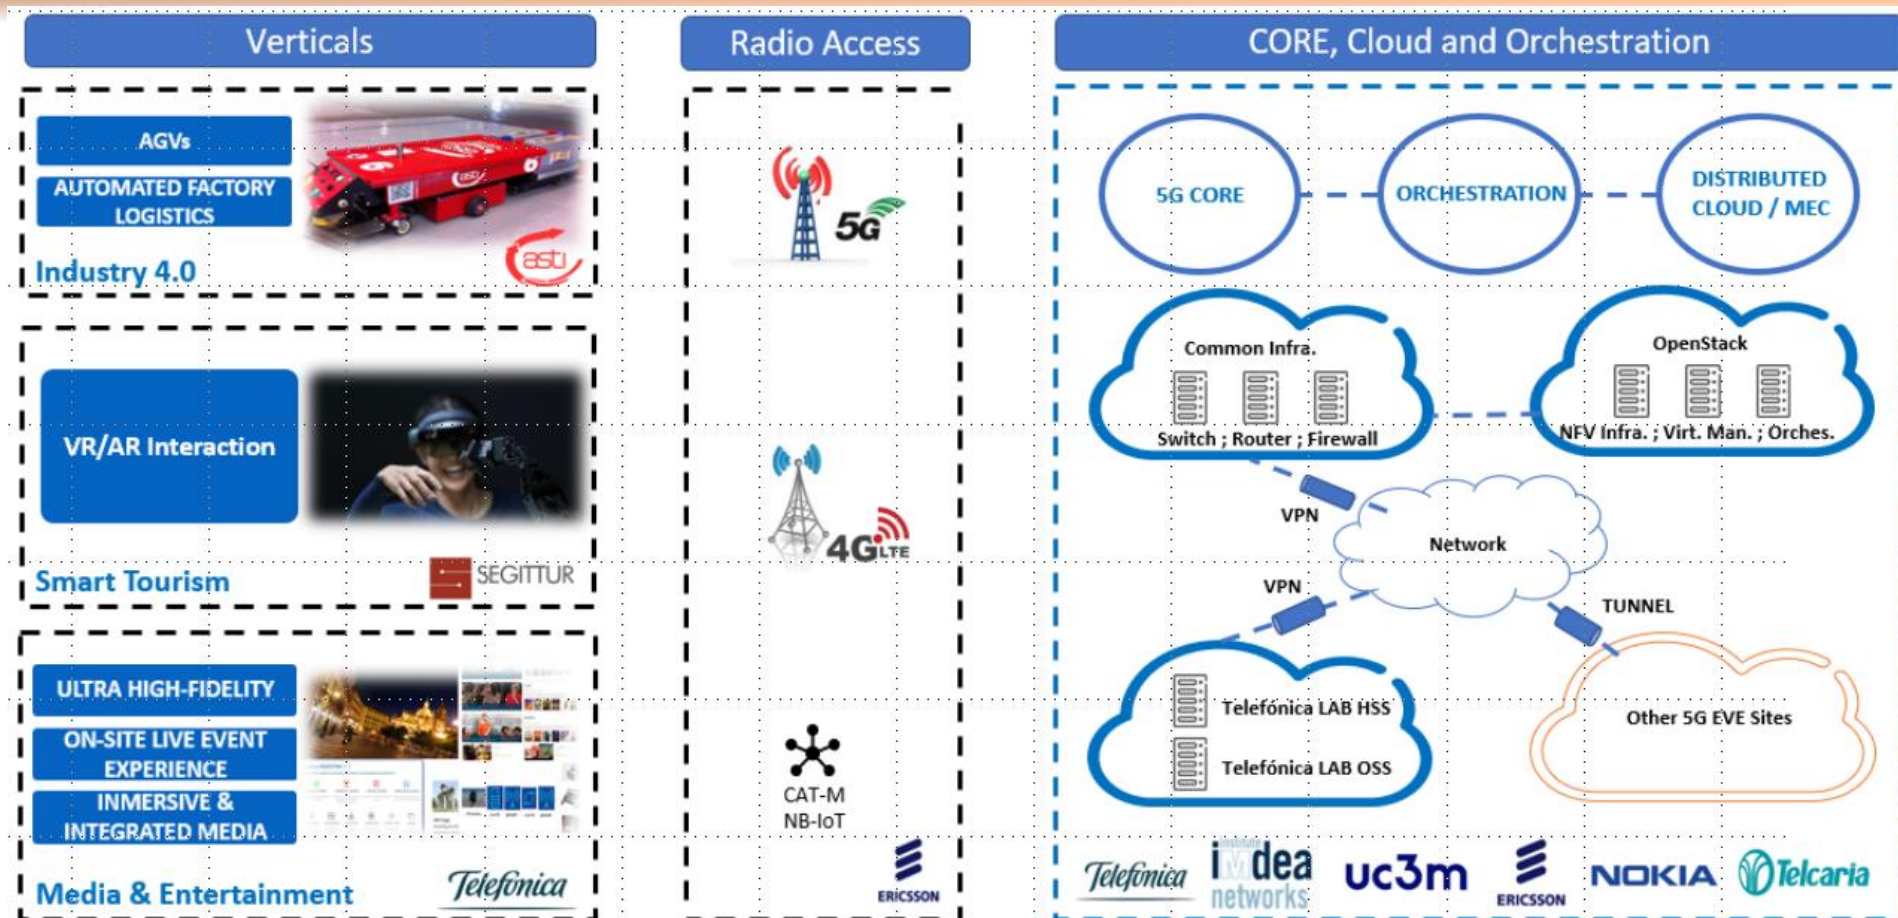 Verticals
Radio Access
CORE, Cloud and Orchestration
AGVs
AUTOMATED FACTORY
LOGISTICS
asti
asti
Industry 4.0
VR/AR Interaction
Smart Tourism
SEGITTUR
ULTRA HIGH-FIDELITY
ON-SITE LIVE EVENT
EXPERIENCE
INMERSIVE &
INTEGRATED MEDIA
Media & Entertainment
Telefónica
5G
4G LTE
CAT-M
NB-IoT
ERICSSON
5G CORE
ORCHESTRATION
DISTRIBUTED
CLOUD / MEC
Common Infra.
Switch ; Router ; Firewall
OpenStack
NFV Infra. ; Virt. Man. ; Orches.
VPN
Network
VPN
TUNNEL
Telefónica LAB HSS
Telefónica LAB OSS
Other 5G EVE Sites
Telefónica
institute
imdea
networks
uc3m
ERICSSON
NOKIA
Telcaria